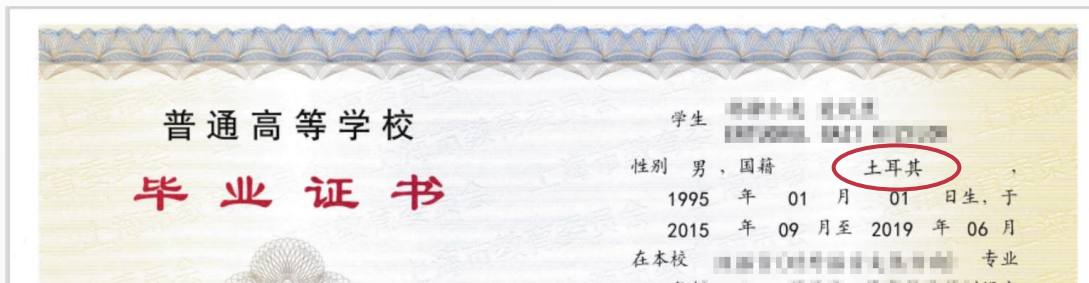 普通高等学校
毕业证书
学生
性别 男,国籍 土耳其,
1995 年 01 月 01 日生,于
2015 年 09 月至 2019 年 06 月
在本校 专业